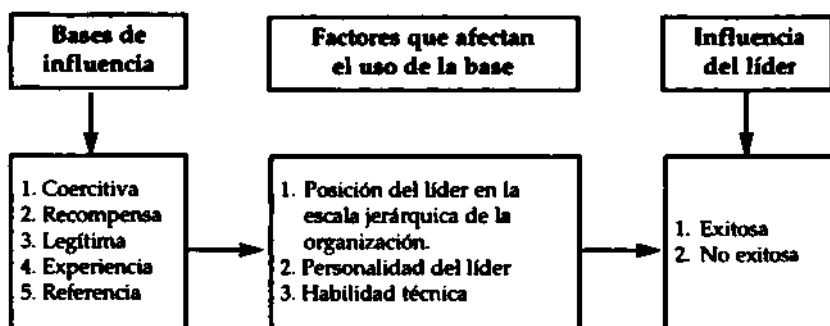 Bases de
influencia
Factores que afectan
el uso de la base
Influencia
del líder
1. Coercitiva
2. Recompensa
3. Legítima
4. Experiencia
5. Referencia
1. Posición del líder en la
escala jerárquica de la
organización.
2. Personalidad del líder
3. Habilidad técnica
1. Exitosa
2. No exitosa